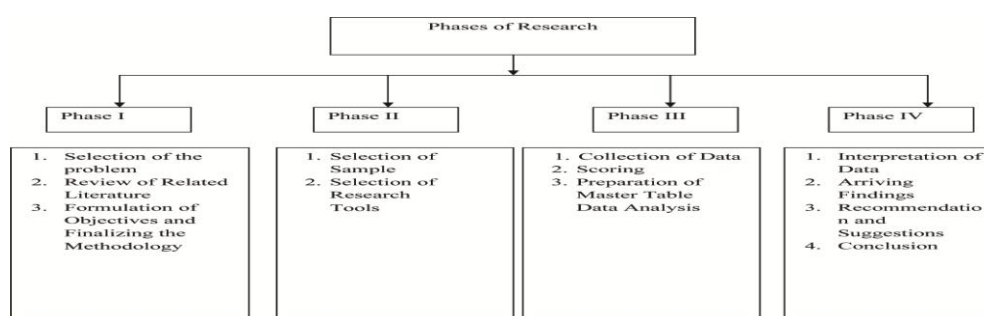 Phases of Research
Phase I
Phase II
Phase III
Phase IV
1. Selection of the
problem
2. Review of Related
Literature
3. Formulation of
Objectives and
Finalizing the
Methodology
1. Selection of
Sample
2. Selection of
Research
Tools
1. Collection of Data
2. Scoring
3. Preparation of
Master Table
Data Analysis
1. Interpretation of
Data
2. Arriving
Findings
3. Recommendatio
n and
Suggestions
4. Conclusion